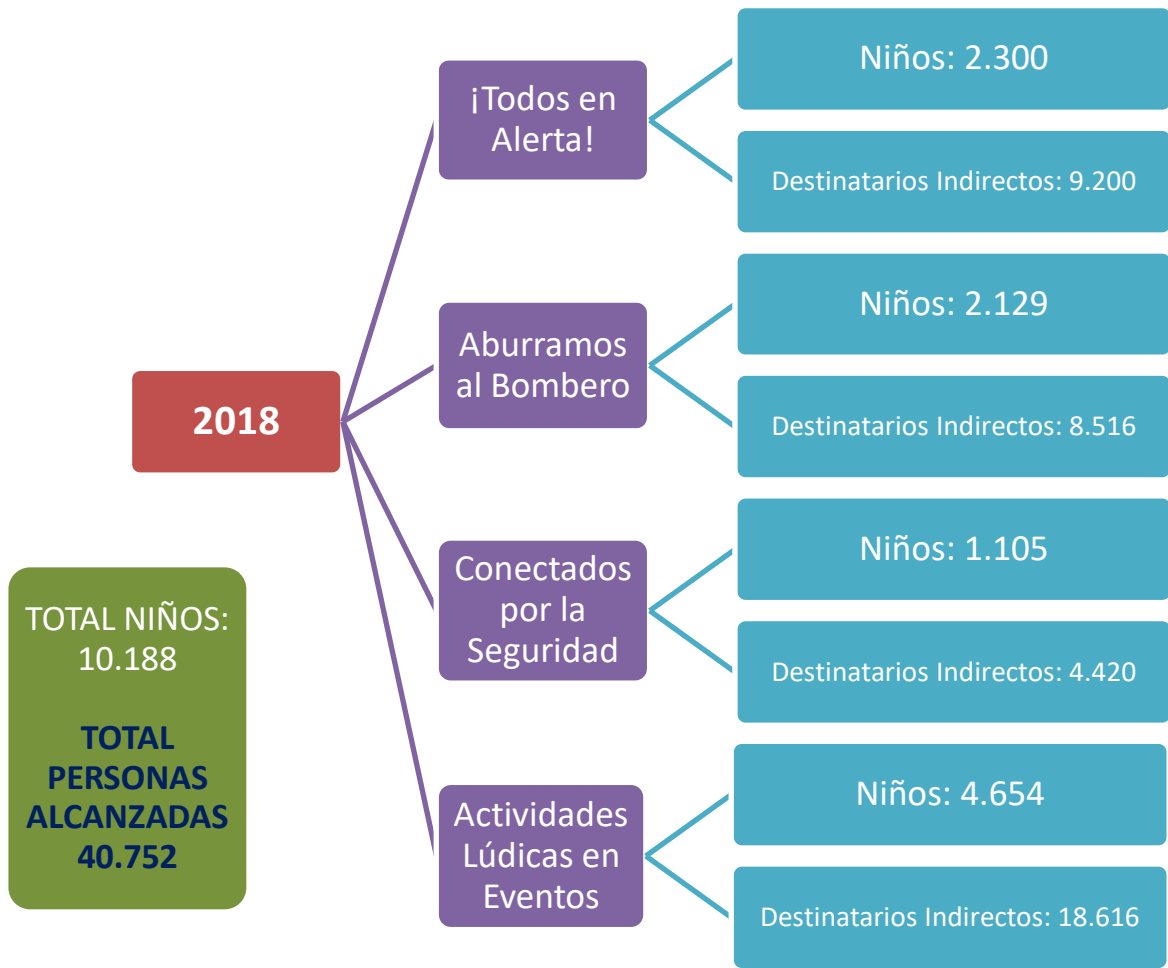 2018
TOTAL NIÑOS:
10.188
TOTAL
PERSONAS
ALCANZADAS
40.752
¡Todos en
Alerta!
Niños: 2.300
Destinatarios Indirectos: 9.200
Aburramos
al Bombero
Niños: 2.129
Destinatarios Indirectos: 8.516
Conectados
por la
Seguridad
Niños: 1.105
Destinatarios Indirectos: 4.420
Actividades
Lúdicas en
Eventos
Niños: 4.654
Destinatarios Indirectos: 18.616